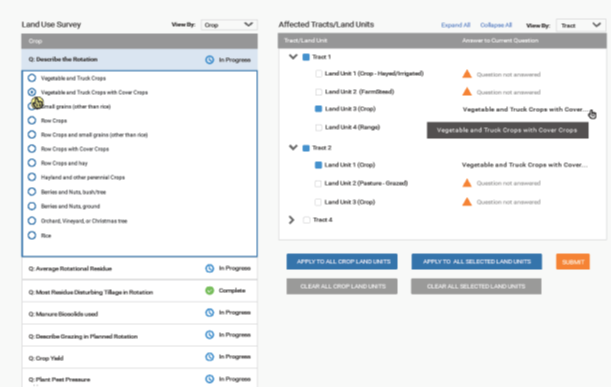 Land Use Survey
View By: Crop
Crop
Q: Describe the Rotation In Progress
Vegetable and Truck Crops
Vegetable and Truck Crops with Cover Crops
Small grains (other than rice)
Row Crops
Row Crops and small grains (other than rice)
Row Crops with Cover Crops
Row Crops and hay
Hayland and other perennial Crops
Berries and Nuts, bush/tree
Berries and Nuts, ground
Orchard, Vineyard, or Christmas tree
Rice
Q: Average Rotational Residue In Progress
Q: Most Residue Disturbing Tillage in Rotation Complete
Q: Manure Biosolids used In Progress
Q: Describe Grazing in Planned Rotation In Progress
Q: Crop Yield In Progress
Q: Plant Pest Pressure In Progress
Affected Tracts/Land Units
Expand All Collapse All View By: Tract
Tract/Land Unit Answer to Current Question
Tract 1
Land Unit 1 (Crop - Hayed/Irrigated) Question not answered
Land Unit 2 (FarmStead) Question not answered
Land Unit 3 (Crop) Vegetable and Truck Crops with Cover...
Land Unit 4 (Range)
Vegetable and Truck Crops with Cover Crops
Tract 2
Land Unit 1 (Crop) Vegetable and Truck Crops with Cover...
Land Unit 2 (Pasture - Grazed) Question not answered
Land Unit 3 (Crop) Question not answered
Tract 4
APPLY TO ALL CROP LAND UNITS APPLY TO ALL SELECTED LAND UNITS SUBMIT
CLEAR ALL CROP LAND UNITS CLEAR ALL SELECTED LAND UNITS